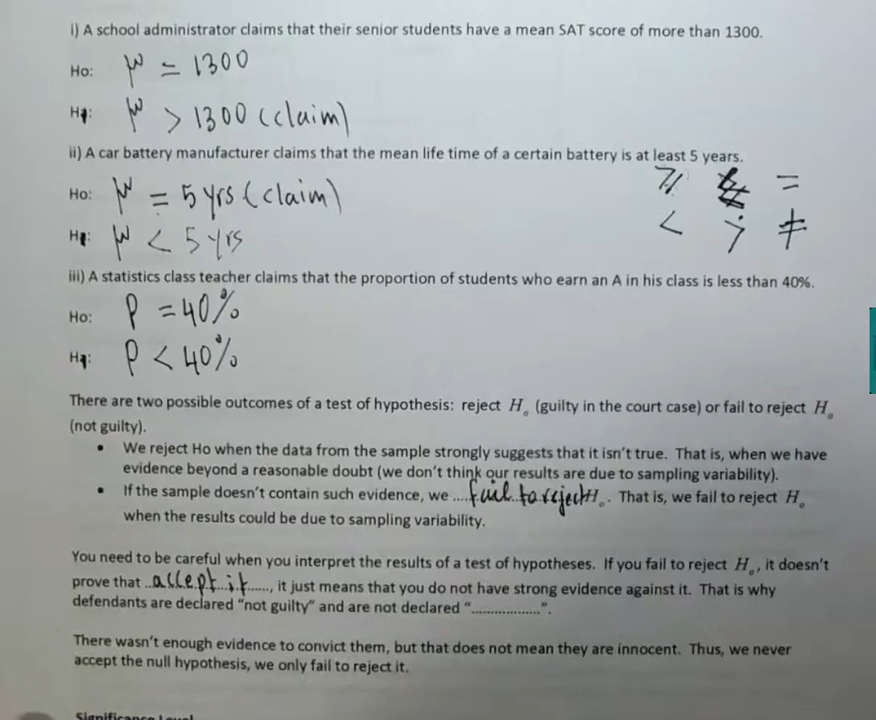 i) A school administrator claims that their senior students have a mean SAT score of more than 1300.
Ho: μ = 1300
H1: μ > 1300 (claim)
ii) A car battery manufacturer claims that the mean life time of a certain battery is at least 5 years.
≥ =
Ho: μ = 5 yrs (claim)
< > ≠
H1: μ < 5 yrs
iii) A statistics class teacher claims that the proportion of students who earn an A in his class is less than 40%.
Ho: P = 40%
H1: P < 40%
There are two possible outcomes of a test of hypothesis: reject H₀ (guilty in the court case) or fail to reject H₀
(not guilty).
• We reject Ho when the data from the sample strongly suggests that it isn't true. That is, when we have
evidence beyond a reasonable doubt (we don't think our results are due to sampling variability).
• If the sample doesn't contain such evidence, we ....fail to reject H₀. That is, we fail to reject H₀
when the results could be due to sampling variability.
You need to be careful when you interpret the results of a test of hypotheses. If you fail to reject H₀, it doesn't
prove that ..accept it......, it just means that you do not have strong evidence against it. That is why
defendants are declared "not guilty" and are not declared "..................".
There wasn't enough evidence to convict them, but that does not mean they are innocent. Thus, we never
accept the null hypothesis, we only fail to reject it.
Significance Level